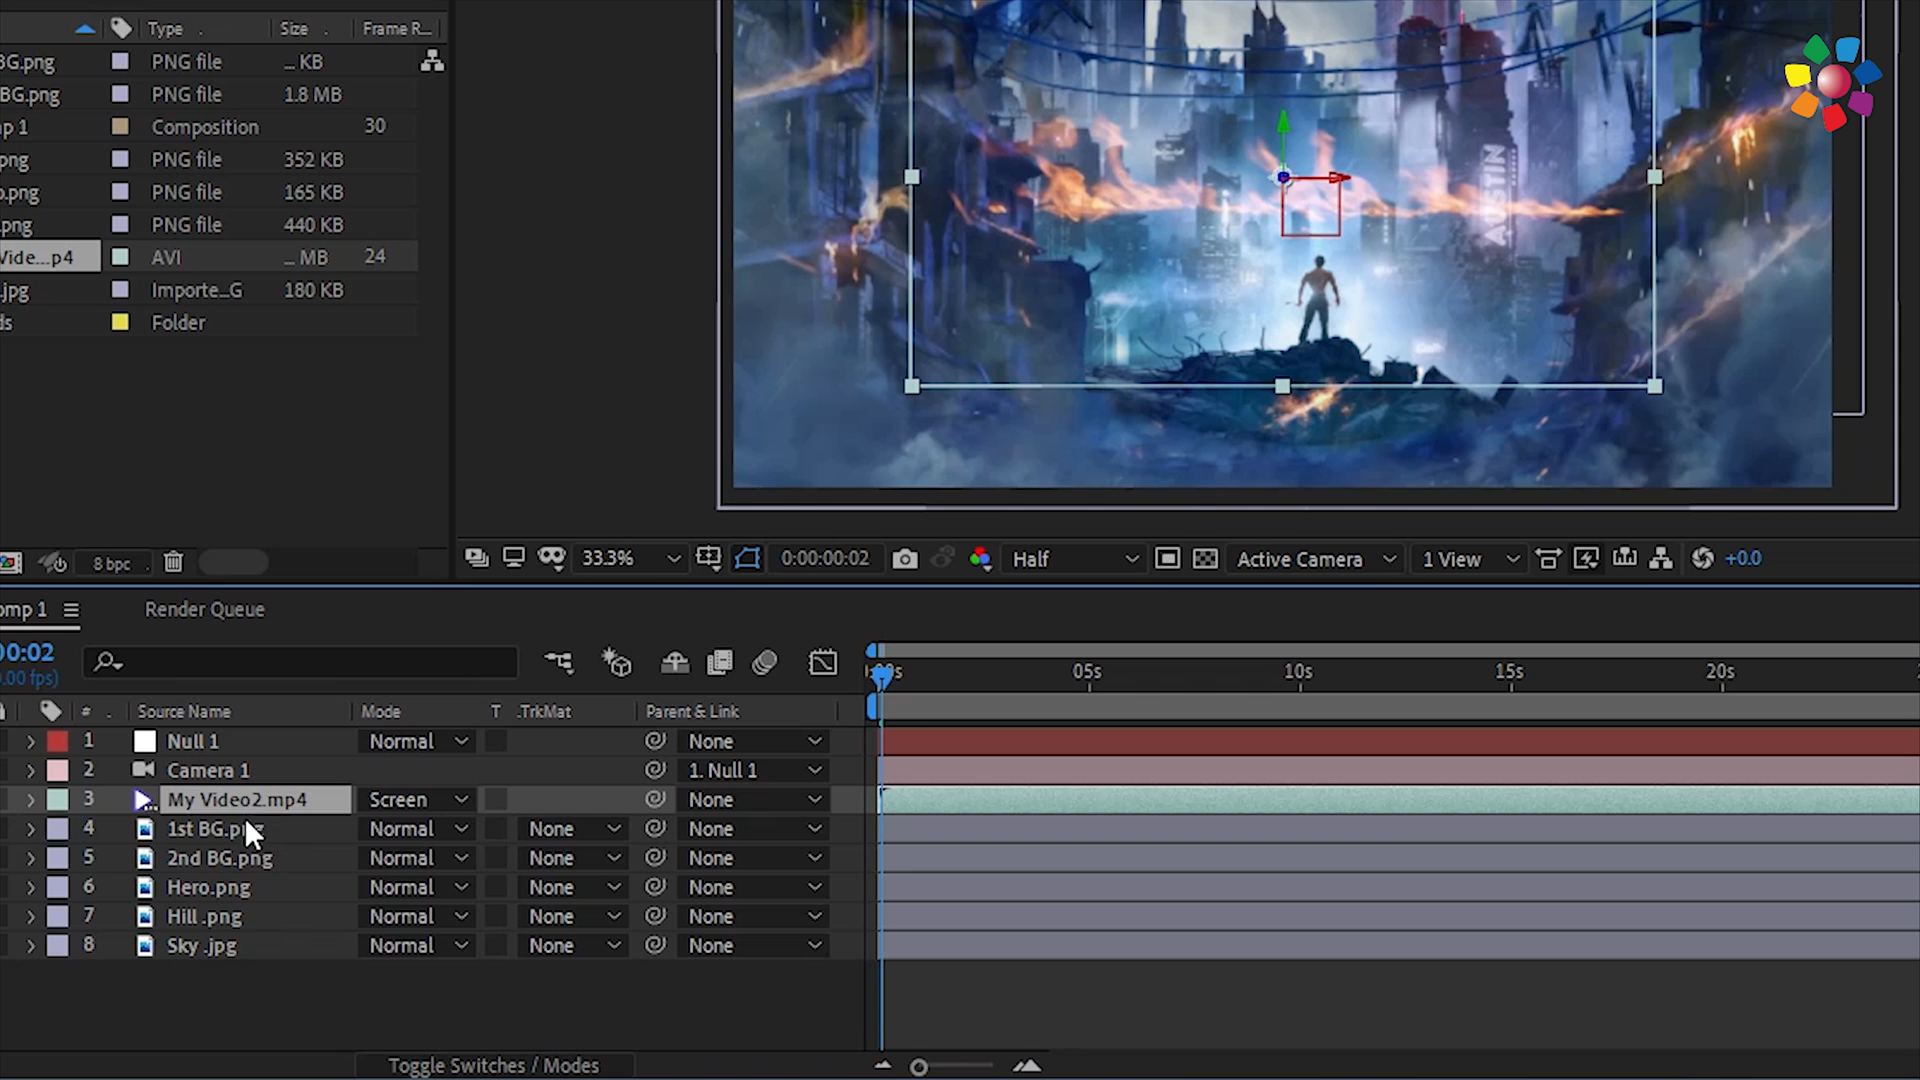 Type
Size
Frame R...
BG.png PNG file ... KB
BG.png PNG file 1.8 MB
np 1 Composition 30
png PNG file 352 KB
o.png PNG file 165 KB
.png PNG file 440 KB
Vide...p4 AVI ... MB 24
.jpg Importe...G 180 KB
ds Folder
AUSTIN
8 bpc
33.3% 0:00:00:02 Half Active Camera 1 View +0.0
omp 1 Render Queue
00:02
.00 fps)
05s 10s 15s 20s
# Source Name Mode T .TrkMat Parent & Link
1 Null 1 Normal None
2 Camera 1 1. Null 1
3 My Video2.mp4 Screen None
4 1st BG.png Normal None None
5 2nd BG.png Normal None None
6 Hero.png Normal None None
7 Hill .png Normal None None
8 Sky .jpg Normal None None
Toggle Switches / Modes